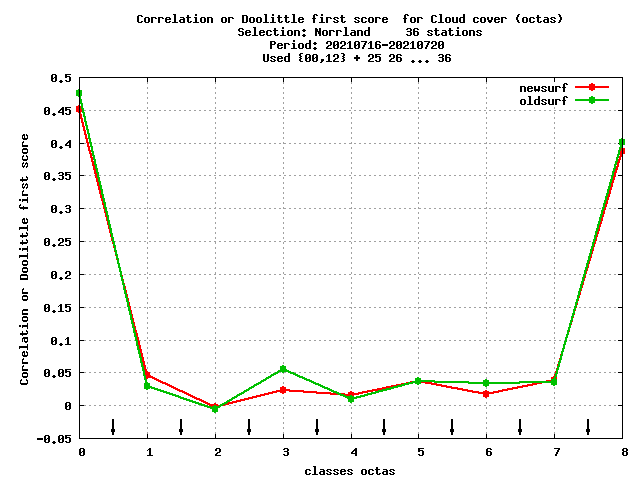 Correlation or Doolittle first score  for Cloud cover (octas)
Selection: Norrland     36 stations
Period: 20210716-20210720
Used {00,12} + 25 26 ... 36
newsurf
oldsurf
0.5
0.45
0.4
0.35
0.3
0.25
0.2
0.15
0.1
0.05
0
-0.05
Correlation or Doolittle first score
0 1 2 3 4 5 6 7 8
classes octas